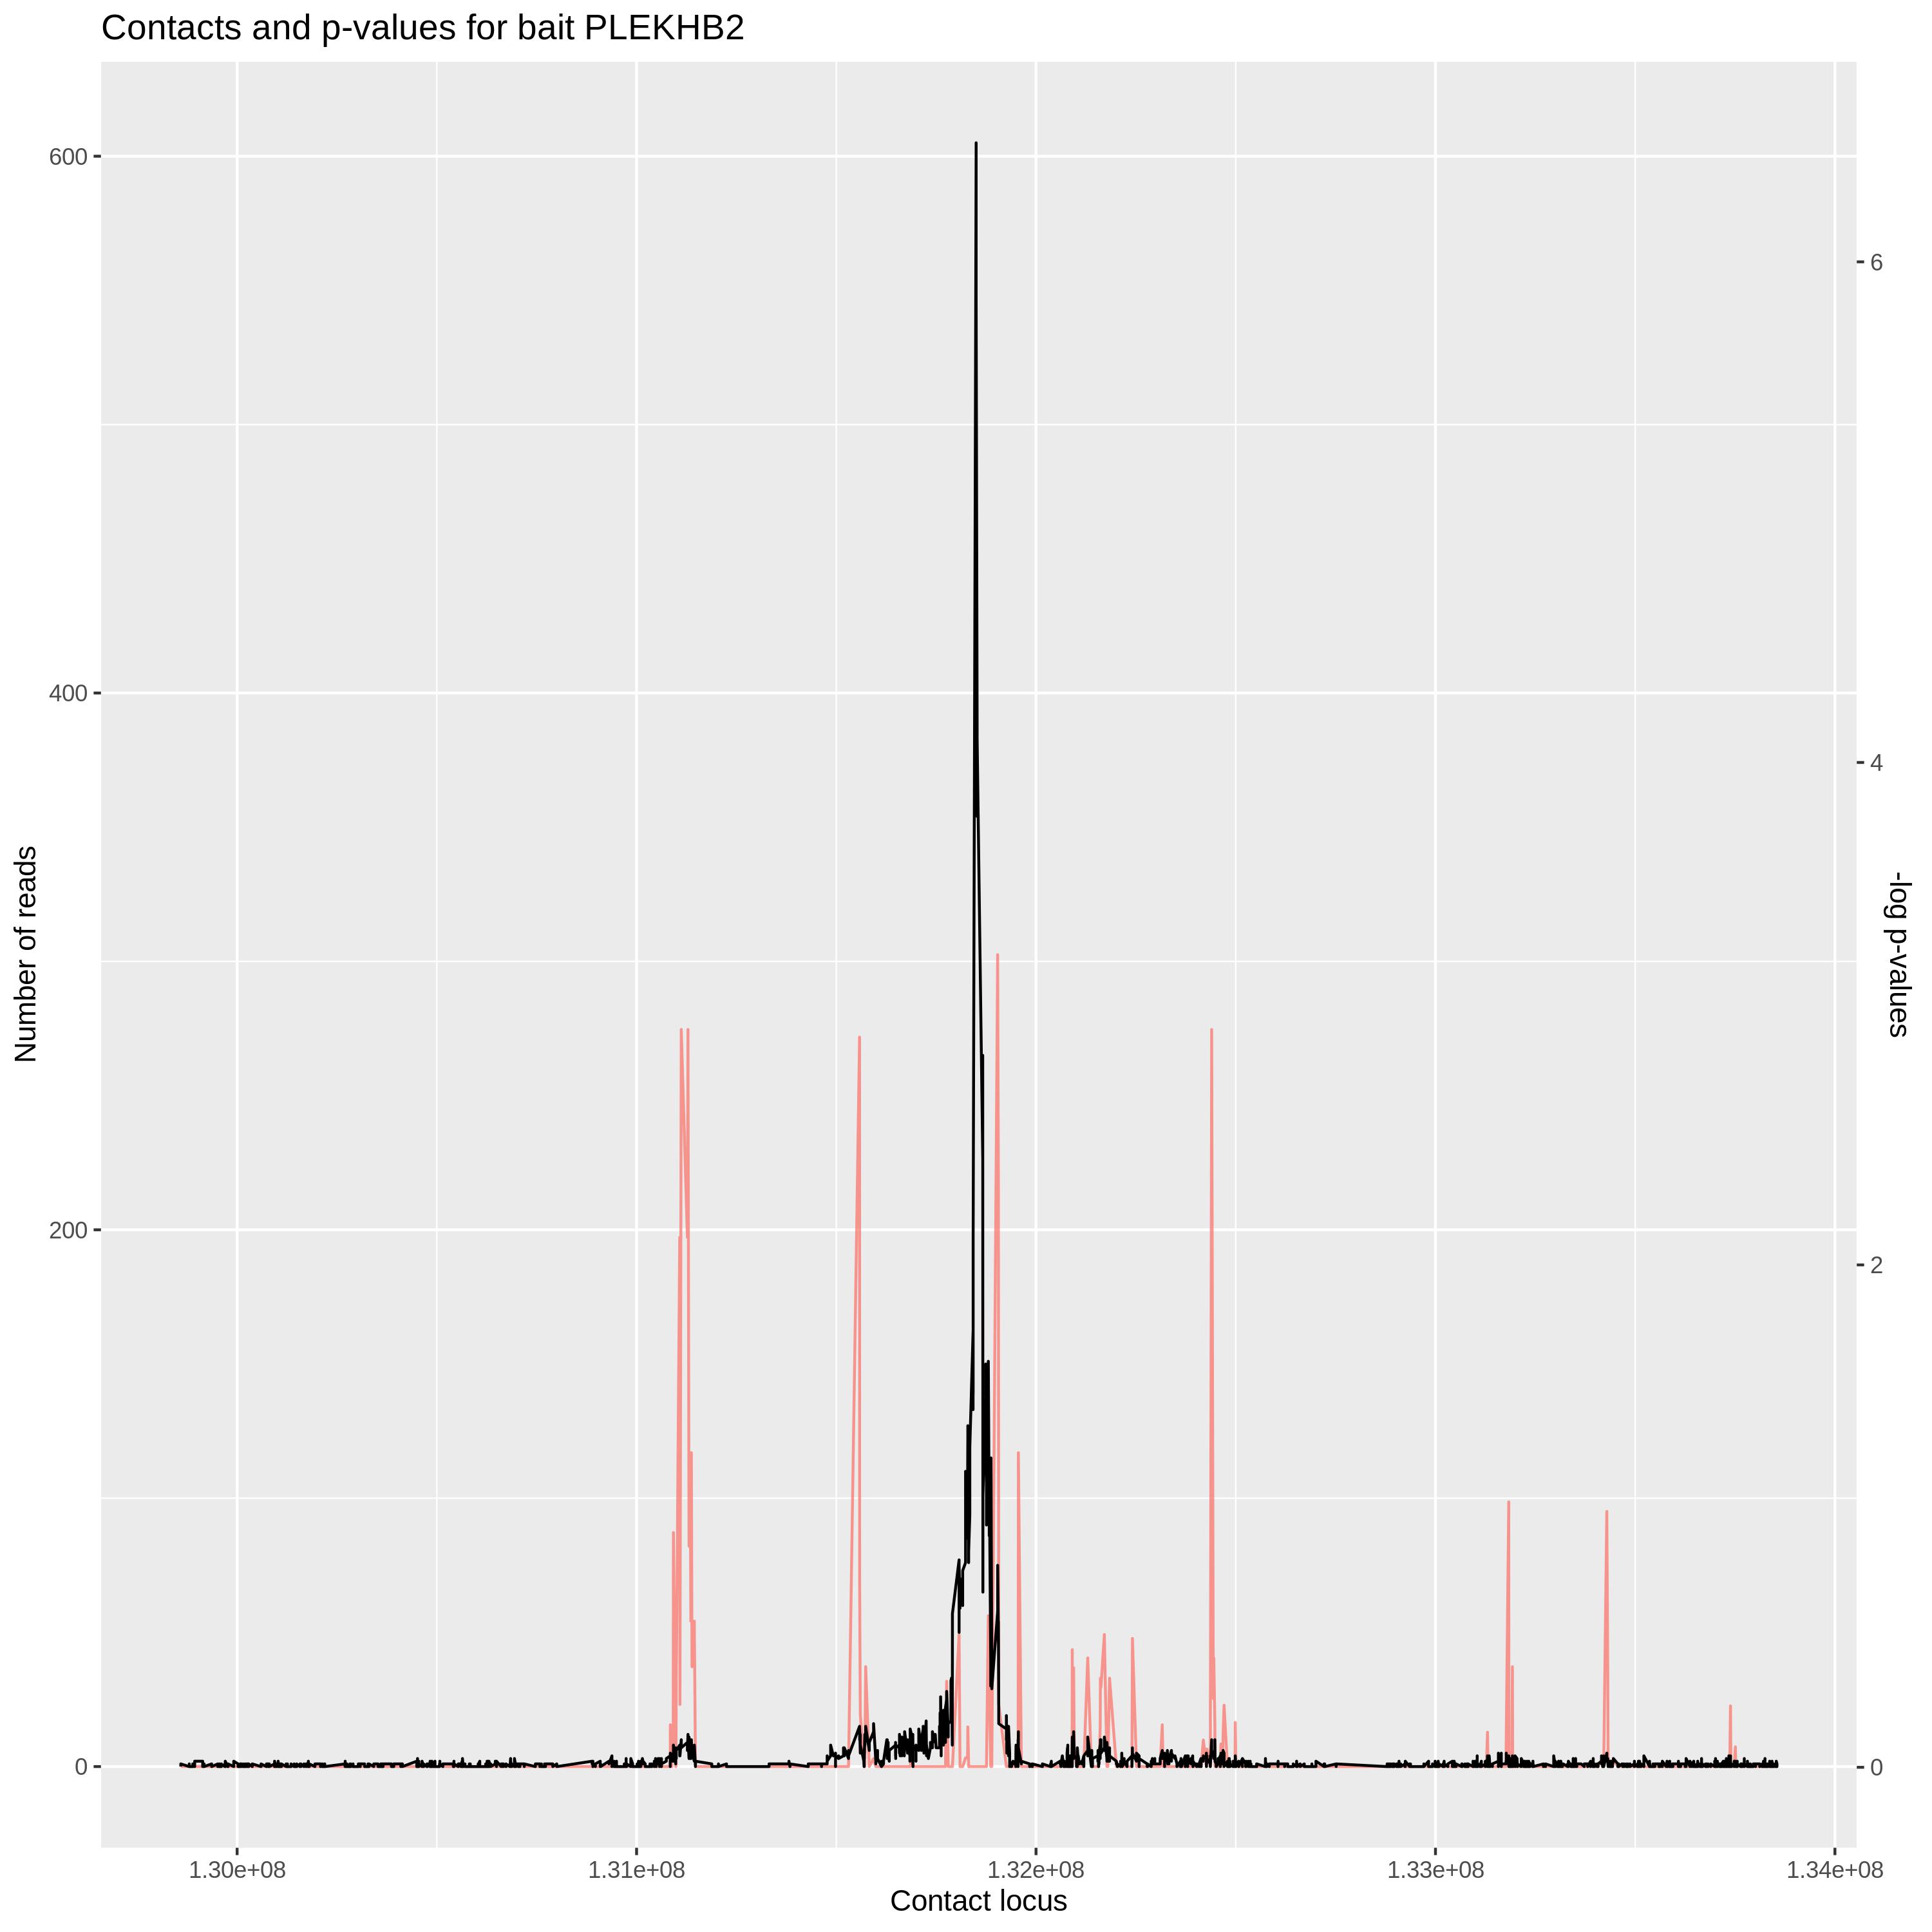 Contacts and p-values for bait PLEKHB2
600
400
200
0
Number of reads
6
4
2
0
-log p-values
1.30e+08 1.31e+08 1.32e+08 1.33e+08 1.34e+08
Contact locus